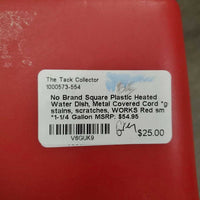 The Tack Collector
1000573-554
No Brand Square Plastic Heated
Water Dish, Metal Covered Cord *g
stains, scratches, WORKS Red sm
*1-1/4 Gallon MSRP. $54.95
V6GUK9
$25.00